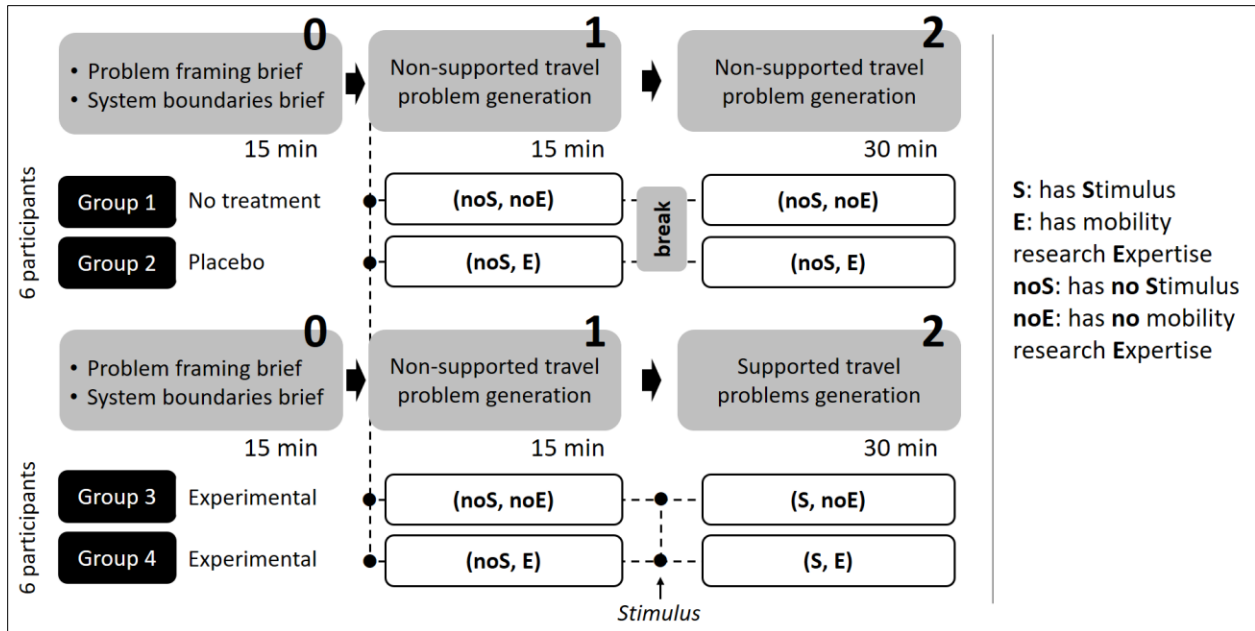 0
• Problem framing brief
• System boundaries brief
15 min
1
Non-supported travel
problem generation
15 min
2
Non-supported travel
problem generation
30 min
6 participants
Group 1
No treatment
(noS, noE)
(noS, noE)
Group 2
Placebo
(noS, E)
(noS, E)
break
0
• Problem framing brief
• System boundaries brief
15 min
1
Non-supported travel
problem generation
15 min
2
Supported travel
problems generation
30 min
6 participants
Group 3
Experimental
(noS, noE)
(S, noE)
Group 4
Experimental
(noS, E)
(S, E)
Stimulus
S: has Stimulus
E: has mobility
research Expertise
noS: has no Stimulus
noE: has no mobility
research Expertise